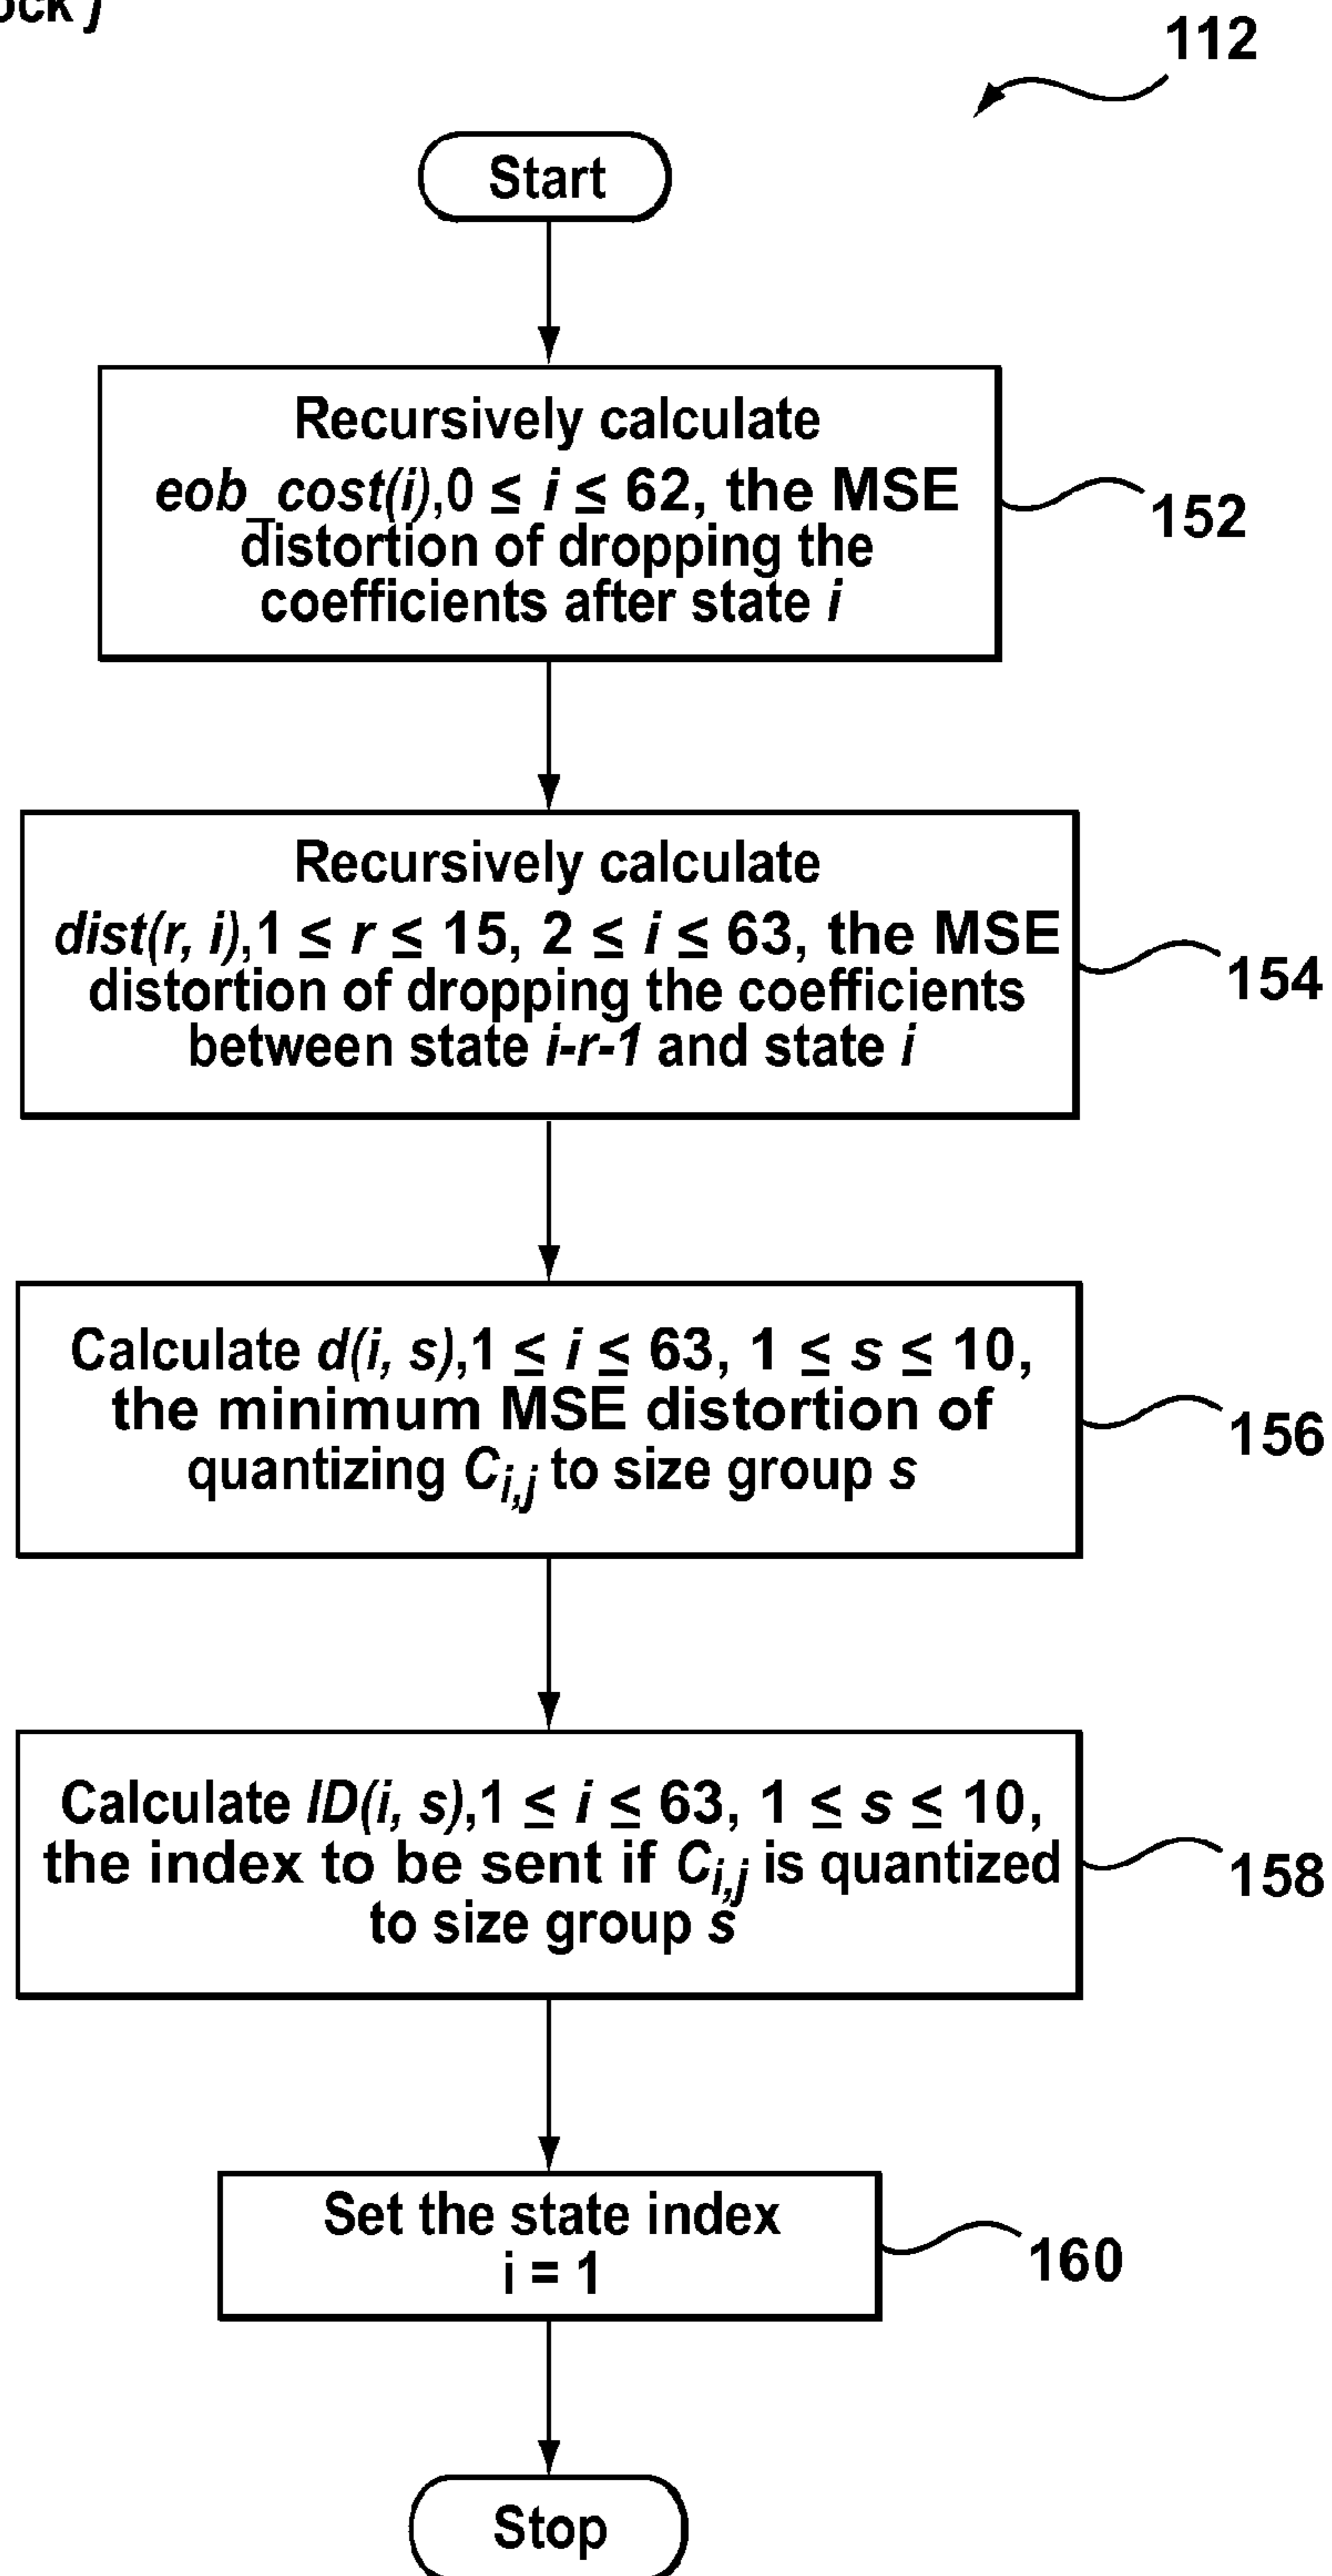 j
112
Start
Recursively calculate
eob_cost(i),0 ≤ i ≤ 62, the MSE
distortion of dropping the
coefficients after state i
152
Recursively calculate
dist(r, i),1 ≤ r ≤ 15, 2 ≤ i ≤ 63, the MSE
distortion of dropping the coefficients
between state i-r-1 and state i
154
Calculate d(i, s),1 ≤ i ≤ 63, 1 ≤ s ≤ 10,
the minimum MSE distortion of
quantizing Ci,j to size group s
156
Calculate ID(i, s),1 ≤ i ≤ 63, 1 ≤ s ≤ 10,
the index to be sent if Ci,j is quantized
to size group s
158
Set the state index
i = 1
160
Stop